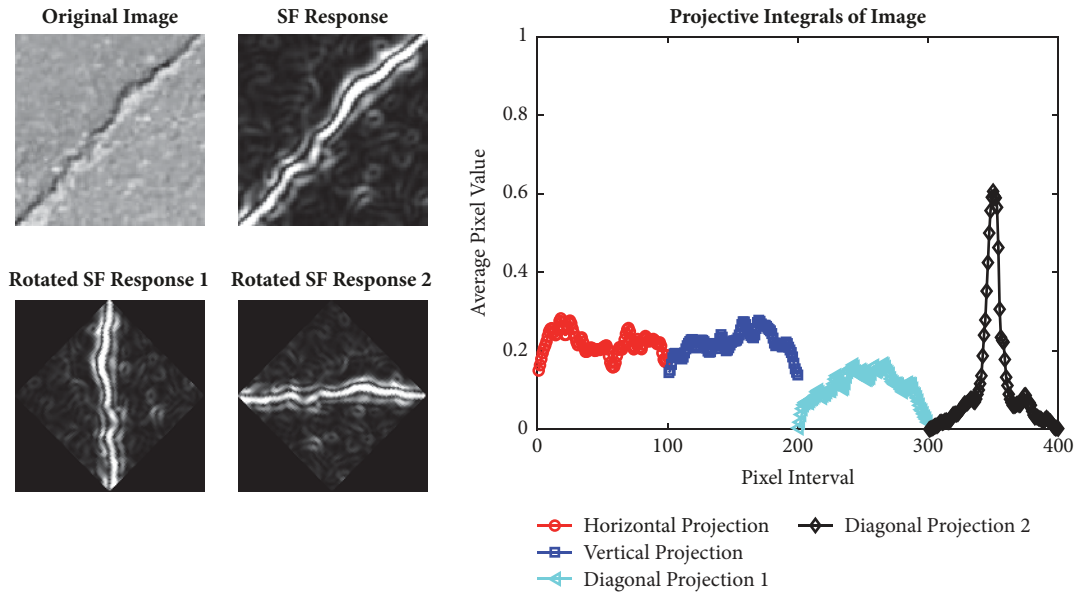 Original Image
SF Response
Rotated SF Response 1
Rotated SF Response 2
Projective Integrals of Image
Average Pixel Value
1
0.8
0.6
0.4
0.2
0
0
100
200
300
400
Pixel Interval
Horizontal Projection
Vertical Projection
Diagonal Projection 1
Diagonal Projection 2